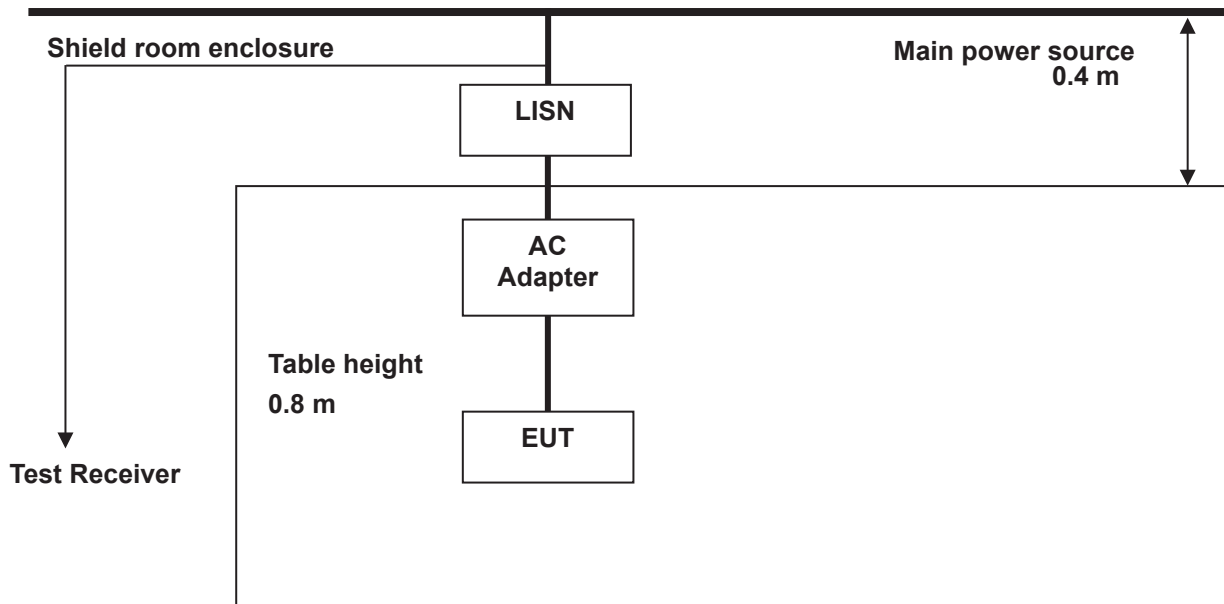 Shield room enclosure
Main power source
0.4 m
LISN
AC
Adapter
Table height
0.8 m
EUT
Test Receiver